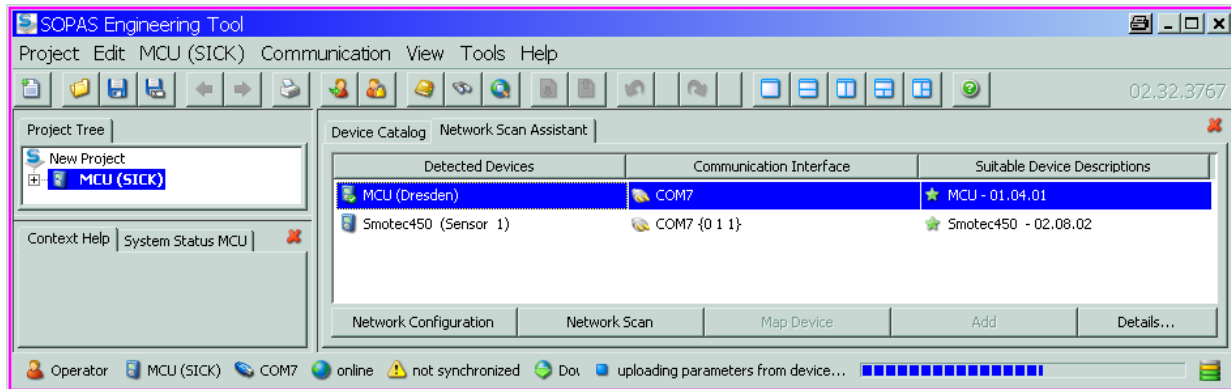 SOPAS Engineering Tool
Project Edit MCU (SICK) Communication View Tools Help
02.32.3767
Project Tree
New Project
MCU (SICK)
Context Help System Status MCU
Device Catalog Network Scan Assistant
Detected Devices Communication Interface Suitable Device Descriptions
MCU (Dresden) COM7 MCU - 01.04.01
Smotec450 (Sensor 1) COM7 {0 1 1} Smotec450 - 02.08.02
Network Configuration Network Scan Map Device Add Details...
Operator MCU (SICK) COM7 online not synchronized uploading parameters from device...